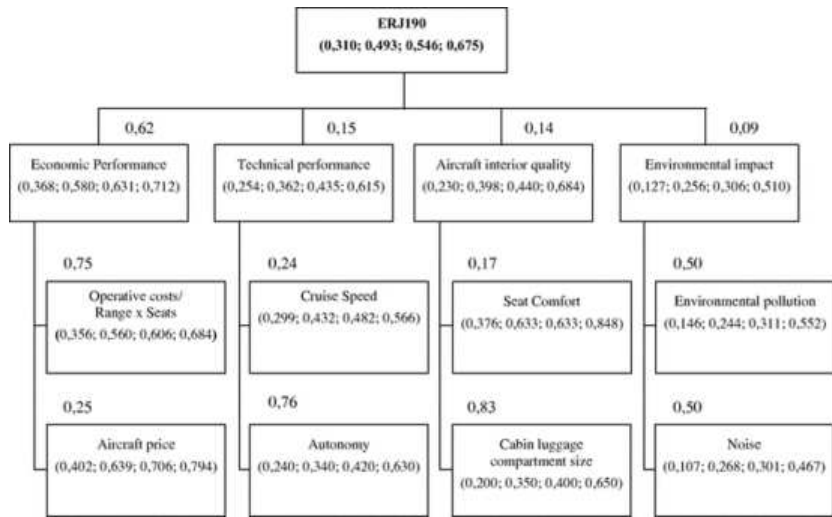 ERJ190
(0,310; 0,493; 0,546; 0,675)
0,62
0,15
0,14
0,09
Economic Performance
(0,368; 0,580; 0,631; 0,712)
Technical performance
(0,254; 0,362; 0,435; 0,615)
Aircraft interior quality
(0,230; 0,398; 0,440; 0,684)
Environmental impact
(0,127; 0,256; 0,306; 0,510)
0,75
0,24
0,17
0,50
Operative costs/
Range x Seats
(0,356; 0,560; 0,606; 0,684)
Cruise Speed
(0,299; 0,432; 0,482; 0,566)
Seat Comfort
(0,376; 0,633; 0,633; 0,848)
Environmental pollution
(0,146; 0,244; 0,311; 0,552)
0,25
0,76
0,83
0,50
Aircraft price
(0,402; 0,639; 0,706; 0,794)
Autonomy
(0,240; 0,340; 0,420; 0,630)
Cabin luggage
compartment size
(0,200; 0,350; 0,400; 0,650)
Noise
(0,107; 0,268; 0,301; 0,467)